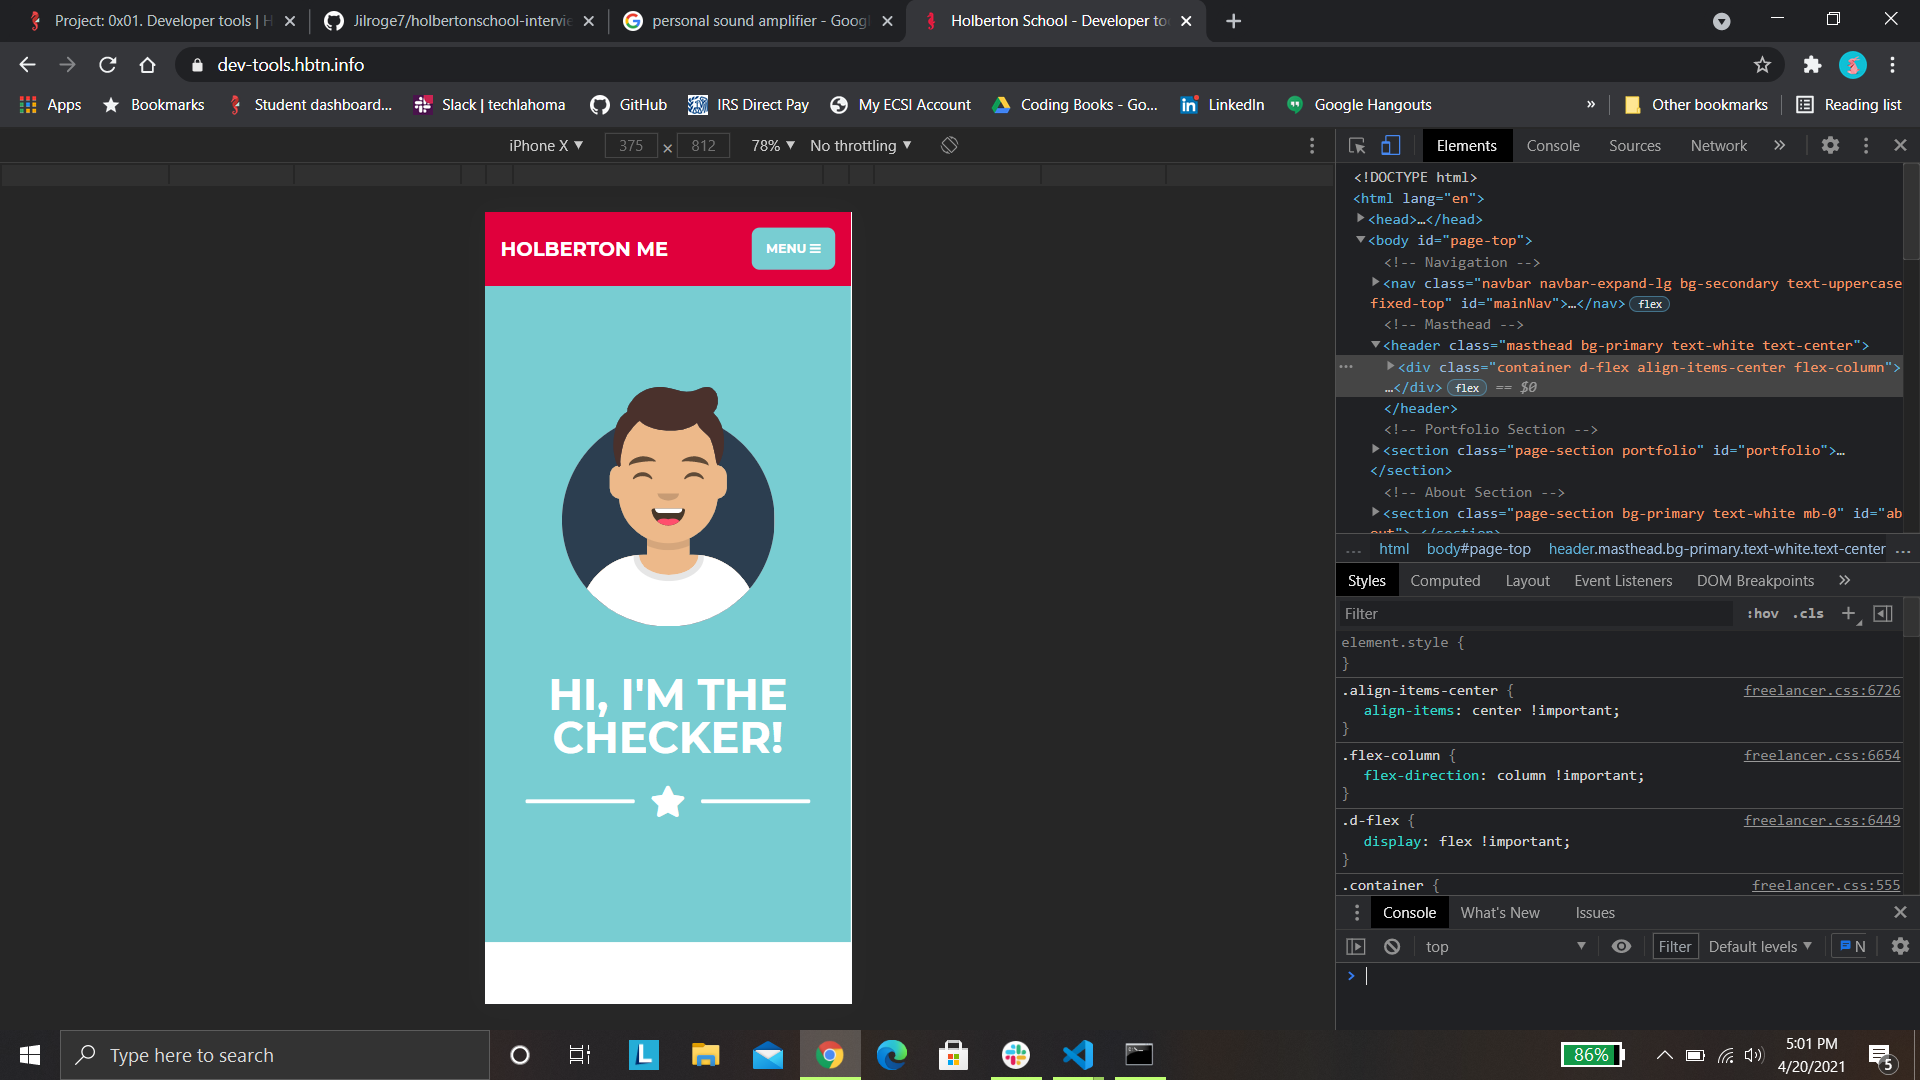 Project: 0x01. Developer tools | H
Jilroge7/holbertonschool-intervie
personal sound amplifier - Googl
Holberton School - Developer too
dev-tools.hbtn.info
Apps
Bookmarks
Student dashboard...
Slack | techlahoma
GitHub
IRS Direct Pay
My ECSI Account
Coding Books - Go...
LinkedIn
Google Hangouts
»
Other bookmarks
Reading list
iPhone X
375
×
812
78%
No throttling
Elements
Console
Sources
Network
»
HOLBERTON ME
MENU
HI, I'M THE
CHECKER!
<!DOCTYPE html>
<html lang="en">
<head>…</head>
<body id="page-top">
<!-- Navigation -->
<nav class="navbar navbar-expand-lg bg-secondary text-uppercase
fixed-top" id="mainNav">…</nav> flex
<!-- Masthead -->
<header class="masthead bg-primary text-white text-center">
… <div class="container d-flex align-items-center flex-column">
…</div> flex == $0
</header>
<!-- Portfolio Section -->
<section class="page-section portfolio" id="portfolio">…
</section>
<!-- About Section -->
<section class="page-section bg-primary text-white mb-0" id="ab
... html body#page-top header.masthead.bg-primary.text-white.text-center ...
Styles Computed Layout Event Listeners DOM Breakpoints »
Filter :hov .cls +
element.style {
}
.align-items-center { freelancer.css:6726
align-items: center !important;
}
.flex-column { freelancer.css:6654
flex-direction: column !important;
}
.d-flex { freelancer.css:6449
display: flex !important;
}
.container { freelancer.css:555
Console What's New Issues
top Filter Default levels N
>
Type here to search
L
86%
5:01 PM
4/20/2021
5